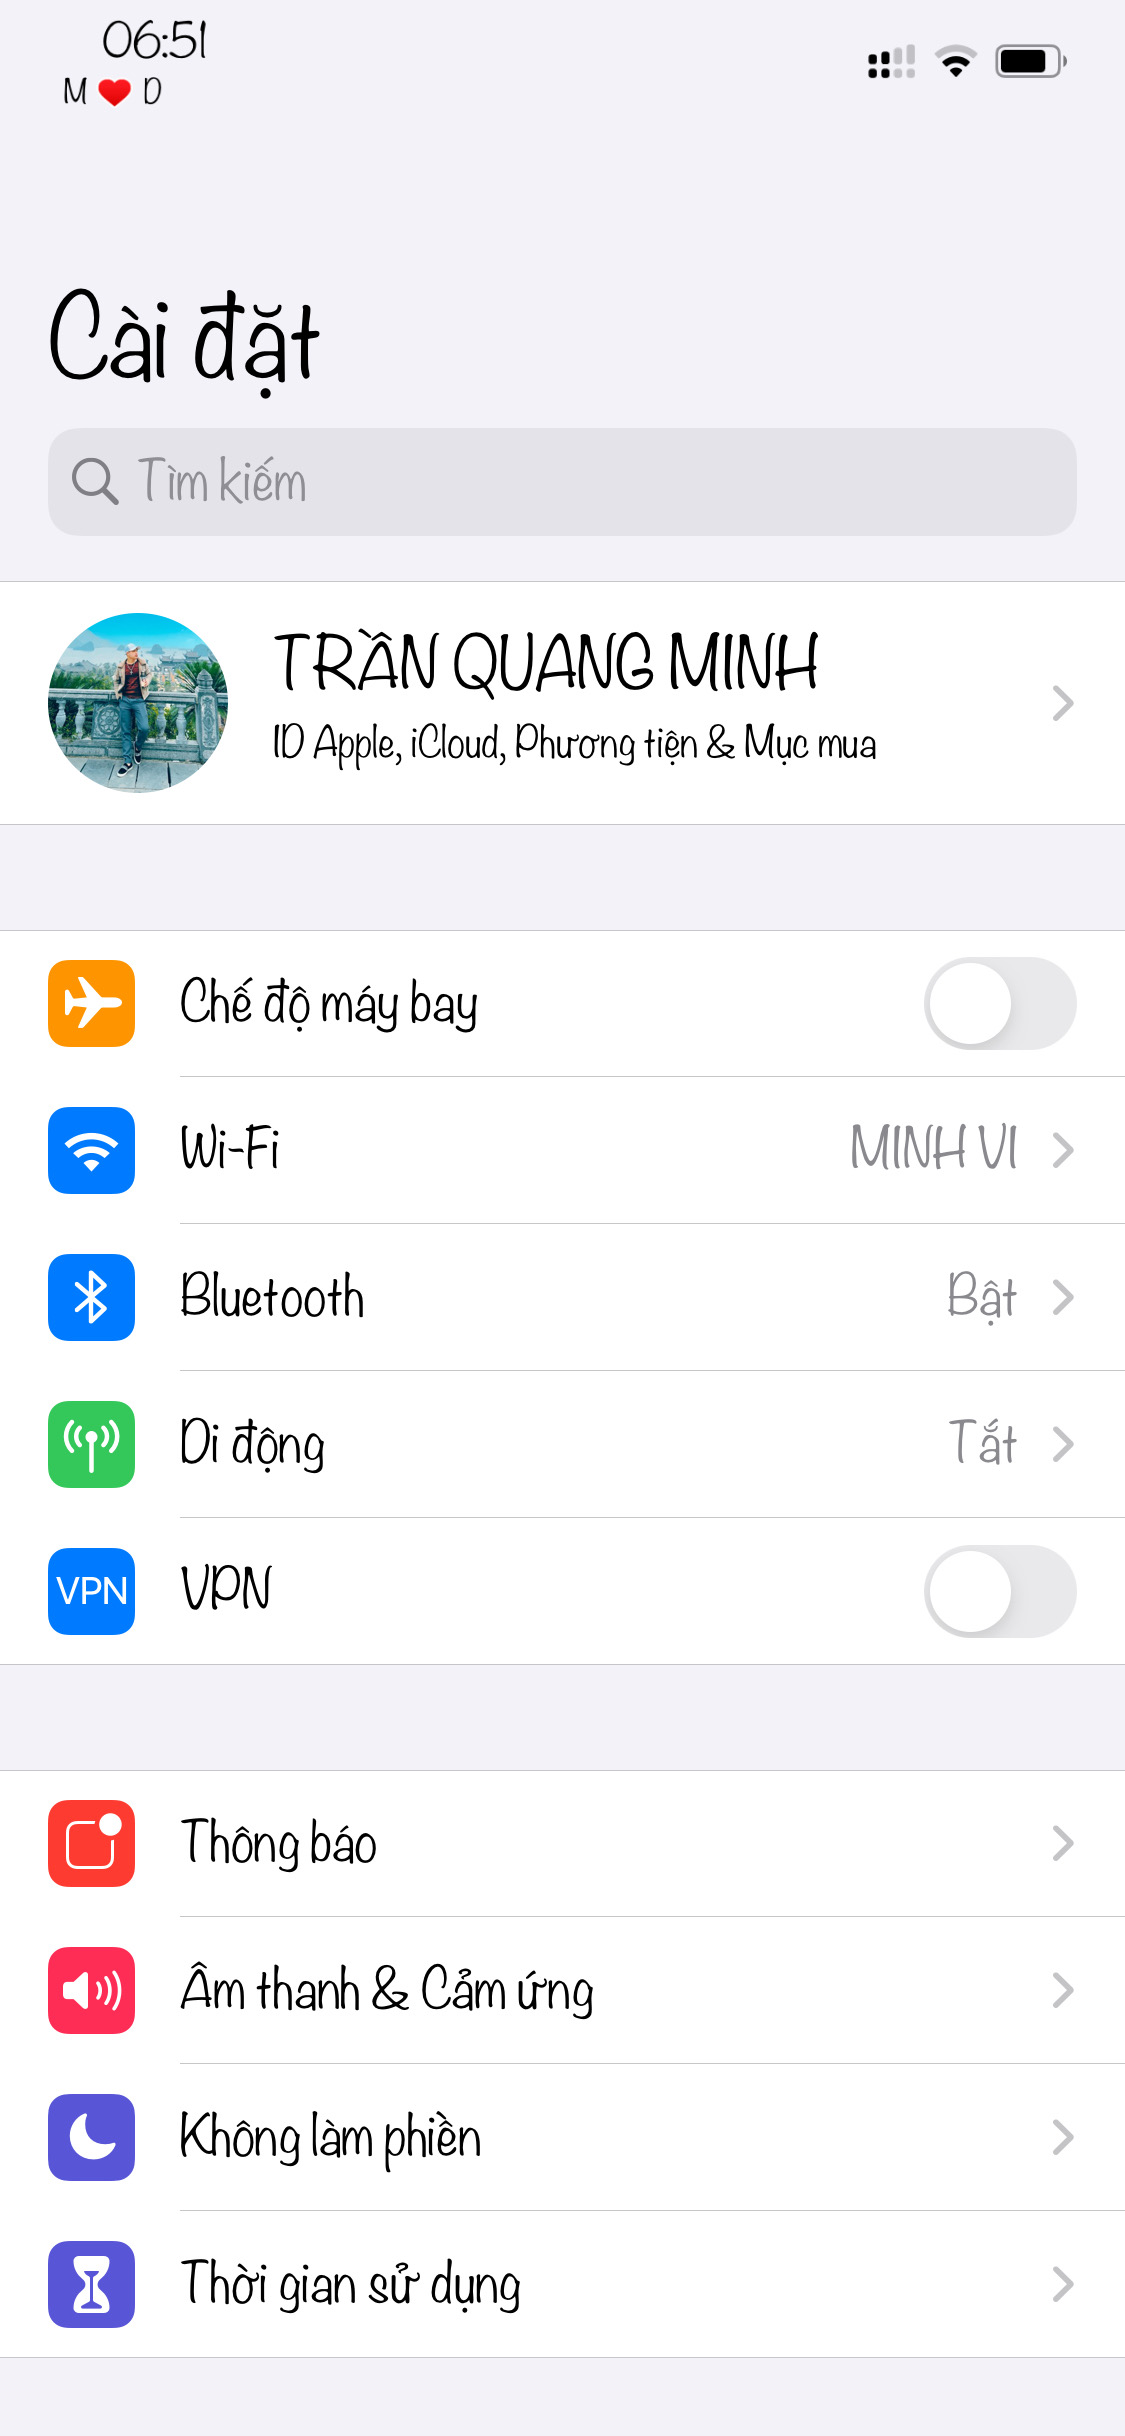 06:51
M ❤️ D
Cài đặt
Tìm kiếm
TRẦN QUANG MINH
ID Apple, iCloud, Phương tiện & Mục mua
Chế độ máy bay
Wi-Fi MINH VI
Bluetooth Bật
Di động Tắt
VPN VPN
Thông báo
Âm thanh & Cảm ứng
Không làm phiền
Thời gian sử dụng